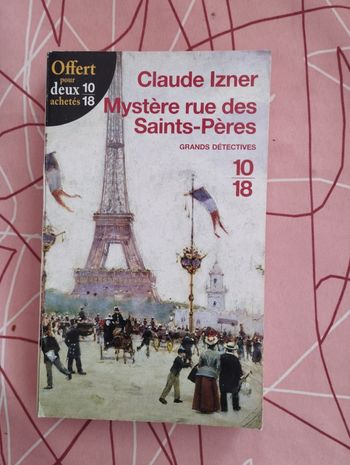 Offert
pour
deux 10
achetés 18
Claude Izner
Mystère rue des
Saints-Pères
GRANDS DÉTECTIVES
10
18